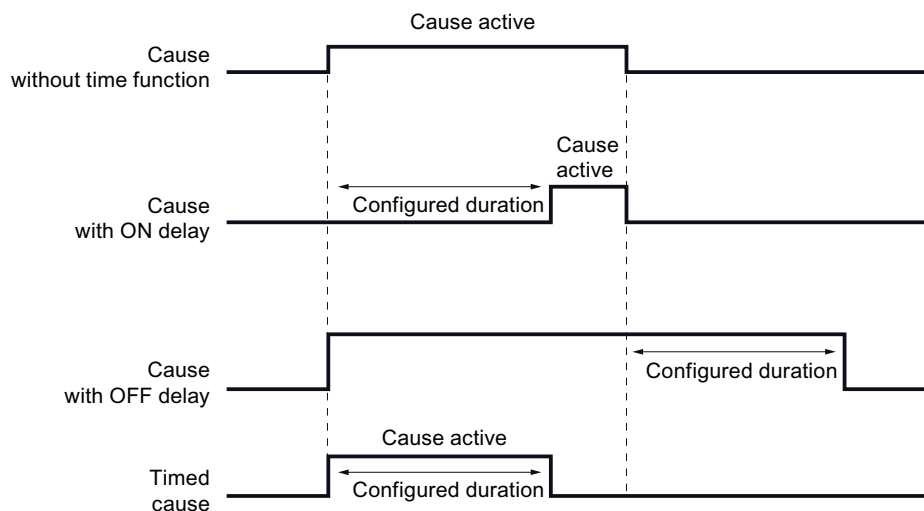 Cause active
Cause
without time function
Cause
active
Configured duration
Cause
with ON delay
Configured duration
Cause
with OFF delay
Cause active
Configured duration
Timed
cause